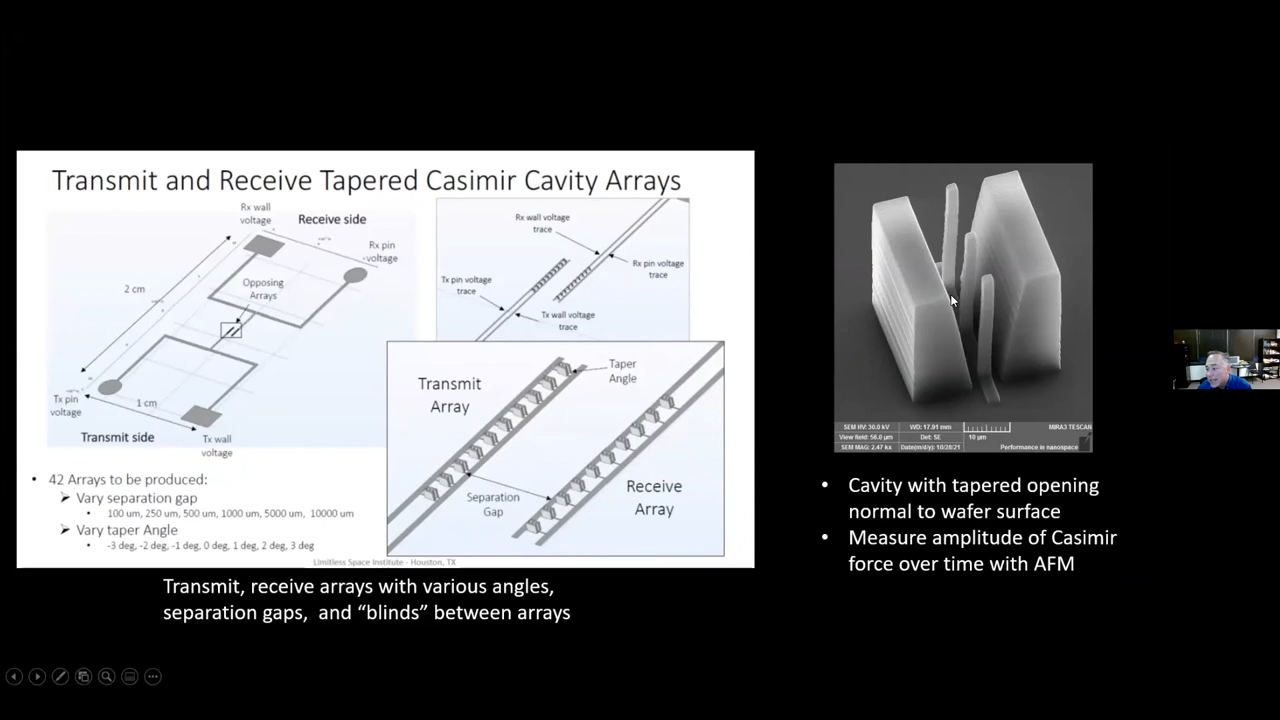 Transmit and Receive Tapered Casimir Cavity Arrays
Rx wall
voltage
Receive side
Rx pin
voltage
Opposing
Arrays
2 cm
Tx pin
voltage
1 cm
Transmit side
Tx wall
voltage
Rx wall voltage
trace
Rx pin voltage
trace
Tx pin voltage
trace
Tx wall voltage
trace
Transmit
Array
Taper
Angle
Separation
Gap
Receive
Array
• 42 Arrays to be produced:
➢ Vary separation gap
• 100 um, 250 um, 500 um, 1000 um, 5000 um, 10000 um
➢ Vary taper Angle
• -3 deg, -2 deg, -1 deg, 0 deg, 1 deg, 2 deg, 3 deg
Limitless Space Institute - Houston, TX
Transmit, receive arrays with various angles,
separation gaps, and “blinds” between arrays
SEM HV: 30.0 kV WD: 17.91 mm MIRA3 TESCAN
View field: 56.0 µm Det: SE 10 µm
SEM MAG: 2.47 kx Date(m/d/y): 10/28/21 Performance in nanospace
• Cavity with tapered opening
normal to wafer surface
• Measure amplitude of Casimir
force over time with AFM